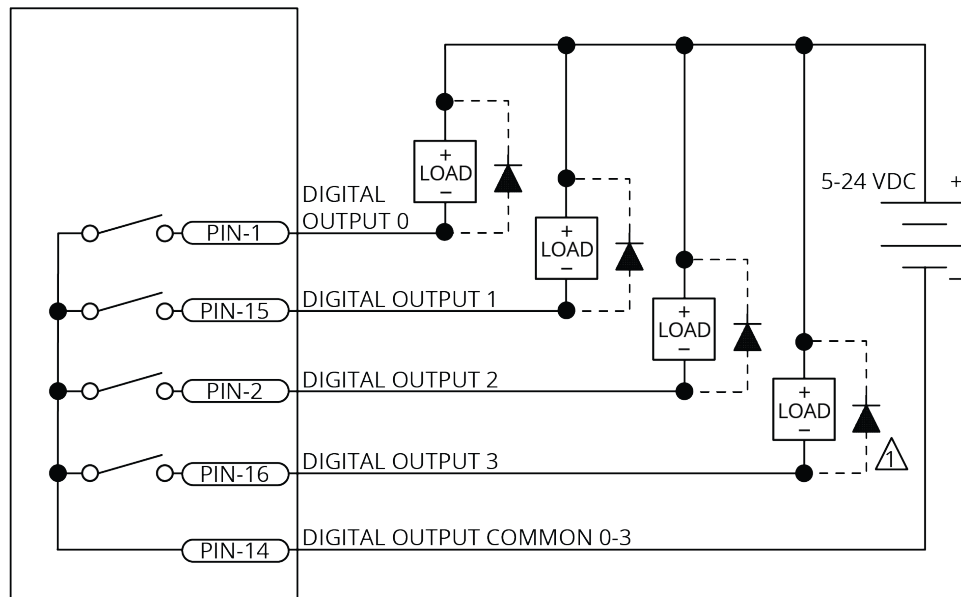 +
LOAD
−
+
LOAD
−
+
LOAD
−
+
LOAD
−
5-24 VDC
+
−
DIGITAL
OUTPUT 0
PIN-1
DIGITAL OUTPUT 1
PIN-15
DIGITAL OUTPUT 2
PIN-2
DIGITAL OUTPUT 3
PIN-16
1
DIGITAL OUTPUT COMMON 0-3
PIN-14